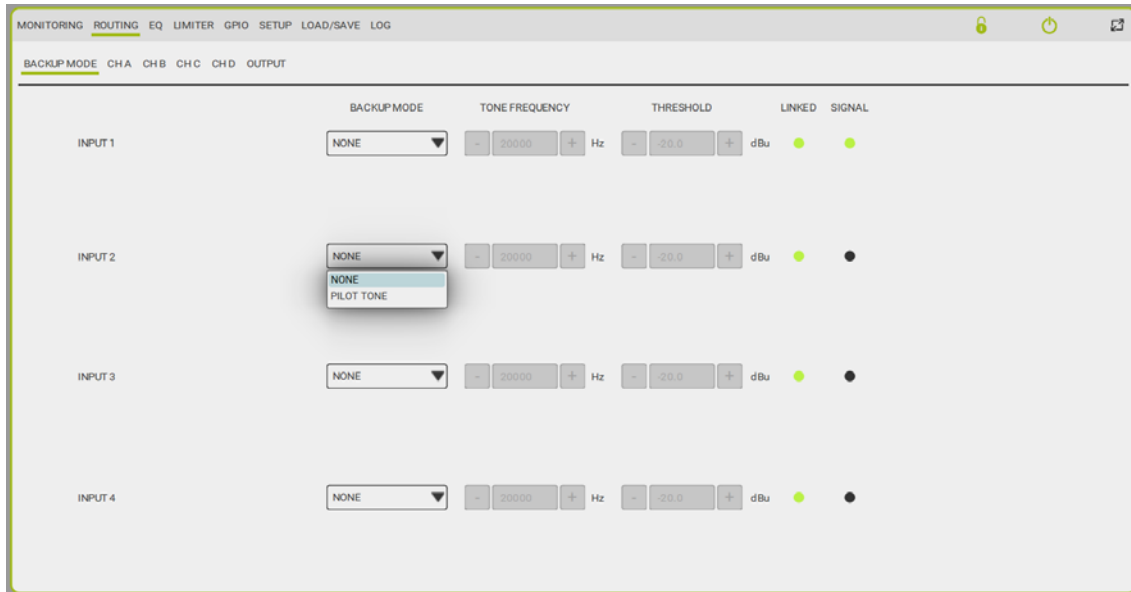 MONITORING ROUTING EQ LIMITER GPIO SETUP LOAD/SAVE LOG
BACKUP MODE CH A CH B CH C CH D OUTPUT
BACKUP MODE TONE FREQUENCY THRESHOLD LINKED SIGNAL
INPUT 1 NONE - 20000 + Hz - -20.0 + dBu
INPUT 2 NONE - 20000 + Hz - -20.0 + dBu
NONE
PILOT TONE
INPUT 3 NONE - 20000 + Hz - -20.0 + dBu
INPUT 4 NONE - 20000 + Hz - -20.0 + dBu